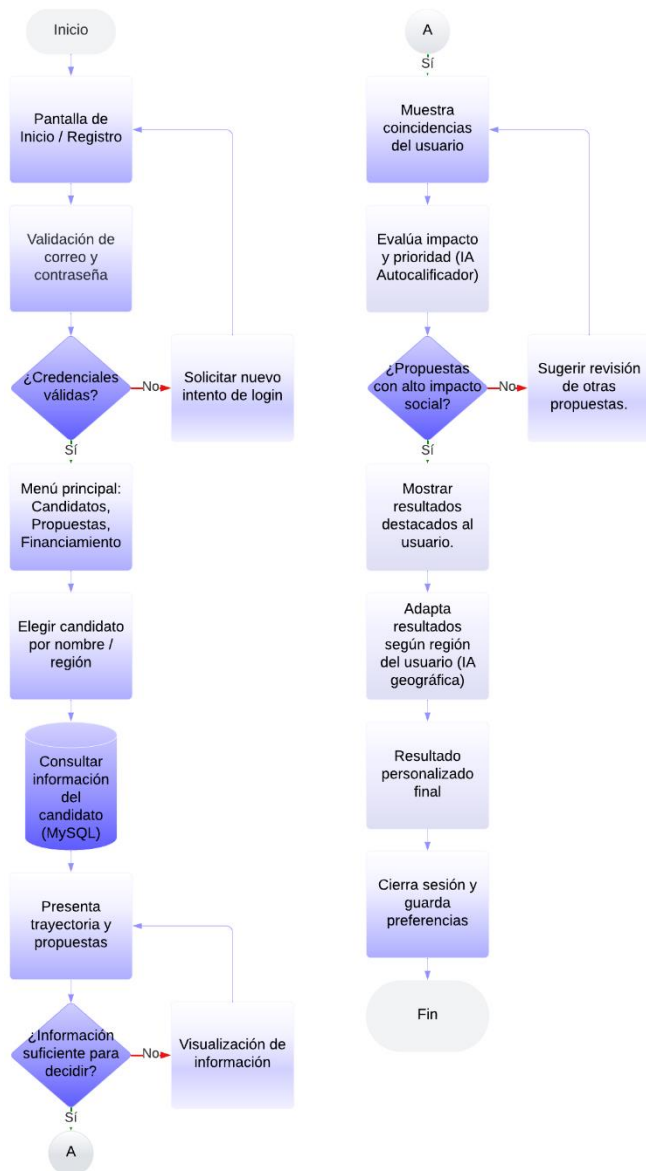 Inicio
Pantalla de
Inicio / Registro
Validación de
correo y
contraseña
¿Credenciales
válidas?
No
Solicitar nuevo
intento de login
Sí
Menú principal:
Candidatos,
Propuestas,
Financiamiento
Elegir candidato
por nombre /
región
Consultar
información
del
candidato
(MySQL)
Presenta
trayectoria y
propuestas
¿Información
suficiente para
decidir?
No
Visualización de
información
Sí
A
A
Sí
Muestra
coincidencias
del usuario
Evalúa impacto
y prioridad (IA
Autocalificador)
¿Propuestas
con alto impacto
social?
No
Sugerir revisión
de otras
propuestas.
Sí
Mostrar
resultados
destacados al
usuario.
Adapta
resultados
según región
del usuario (IA
geográfica)
Resultado
personalizado
final
Cierra sesión y
guarda
preferencias
Fin